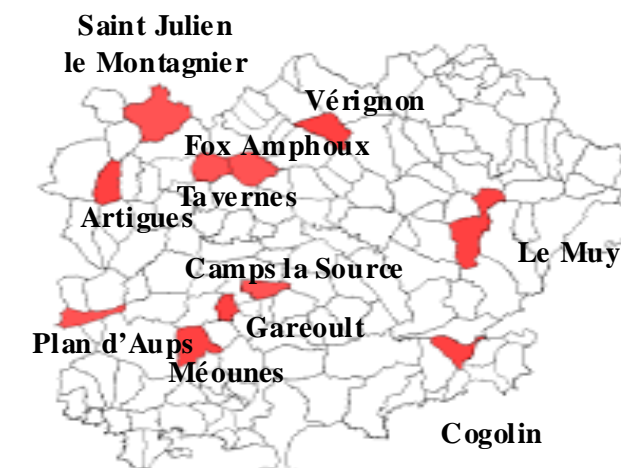 Saint Julien
le Montagnier
Vérignon
Fox Amphoux
Tavernes
Artigues
Le Muy
Camps la Source
Gareoult
Plan d’Aups
Méounes
Cogolin